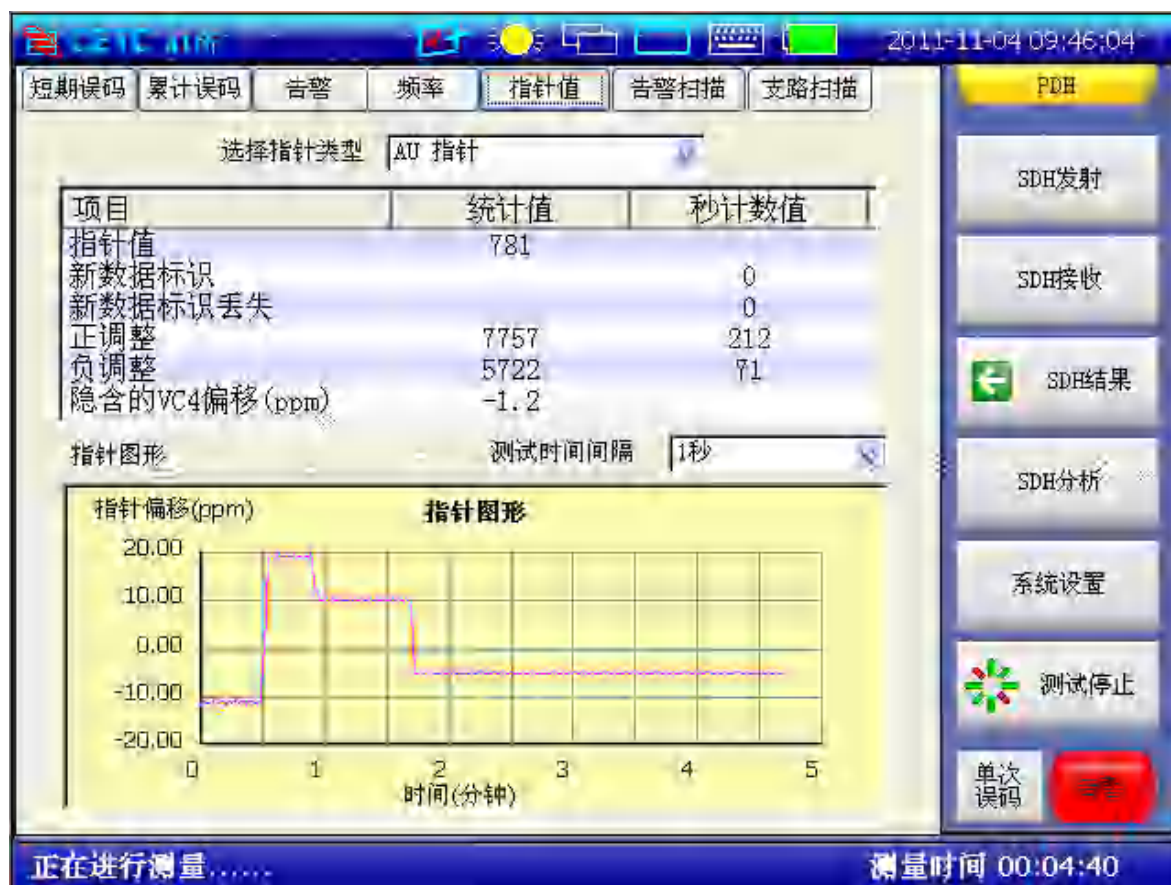 2011-11-04 09:46:04
短期误码 累计误码 告警 频率 指针值 告警扫描 支路扫描
PDH
选择指针类型 AU 指针
SDH发射
项目 统计值 秒计数值
指针值 781
新数据标识 0
新数据标识丢失 0
正调整 7757 212
负调整 5722 71
隐含的VC4偏移(ppm) -1.2
SDH接收
SDH结果
指针图形 测试时间间隔 1秒
SDH分析
指针偏移(ppm) 指针图形
20.00
10.00
0.00
-10.00
-20.00
0 1 2 3 4 5
时间(分钟)
系统设置
测试停止
单次
误码
正在进行测量...... 测量时间 00:04:40